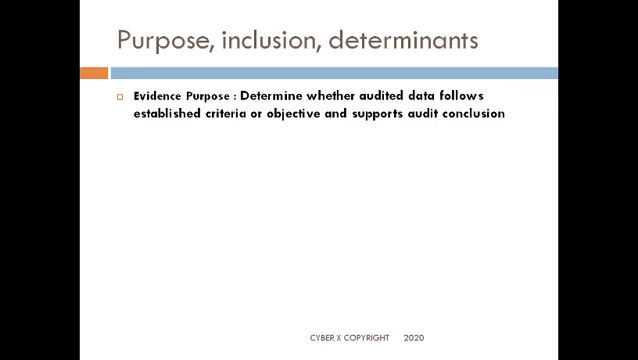 Purpose, inclusion, determinants
Evidence Purpose : Determine whether audited data follows
established criteria or objective and supports audit conclusion
CYBER X COPYRIGHT 2020